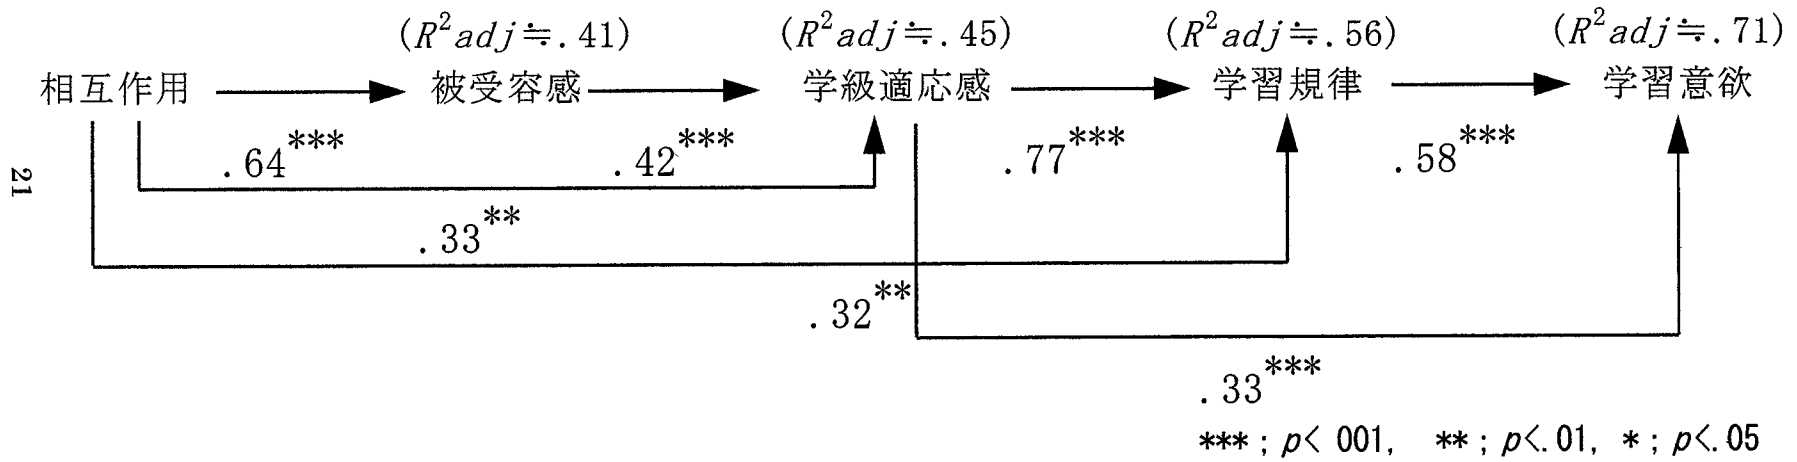 (R²adj≒.41) (R²adj≒.45) (R²adj≒.56) (R²adj≒.71)
相互作用 被受容感 学級適応感 学習規律 学習意欲
.64*** .42*** .77*** .58***
21
.33**
.32**
.33***
***;p< 001, **;p<.01, *;p<.05